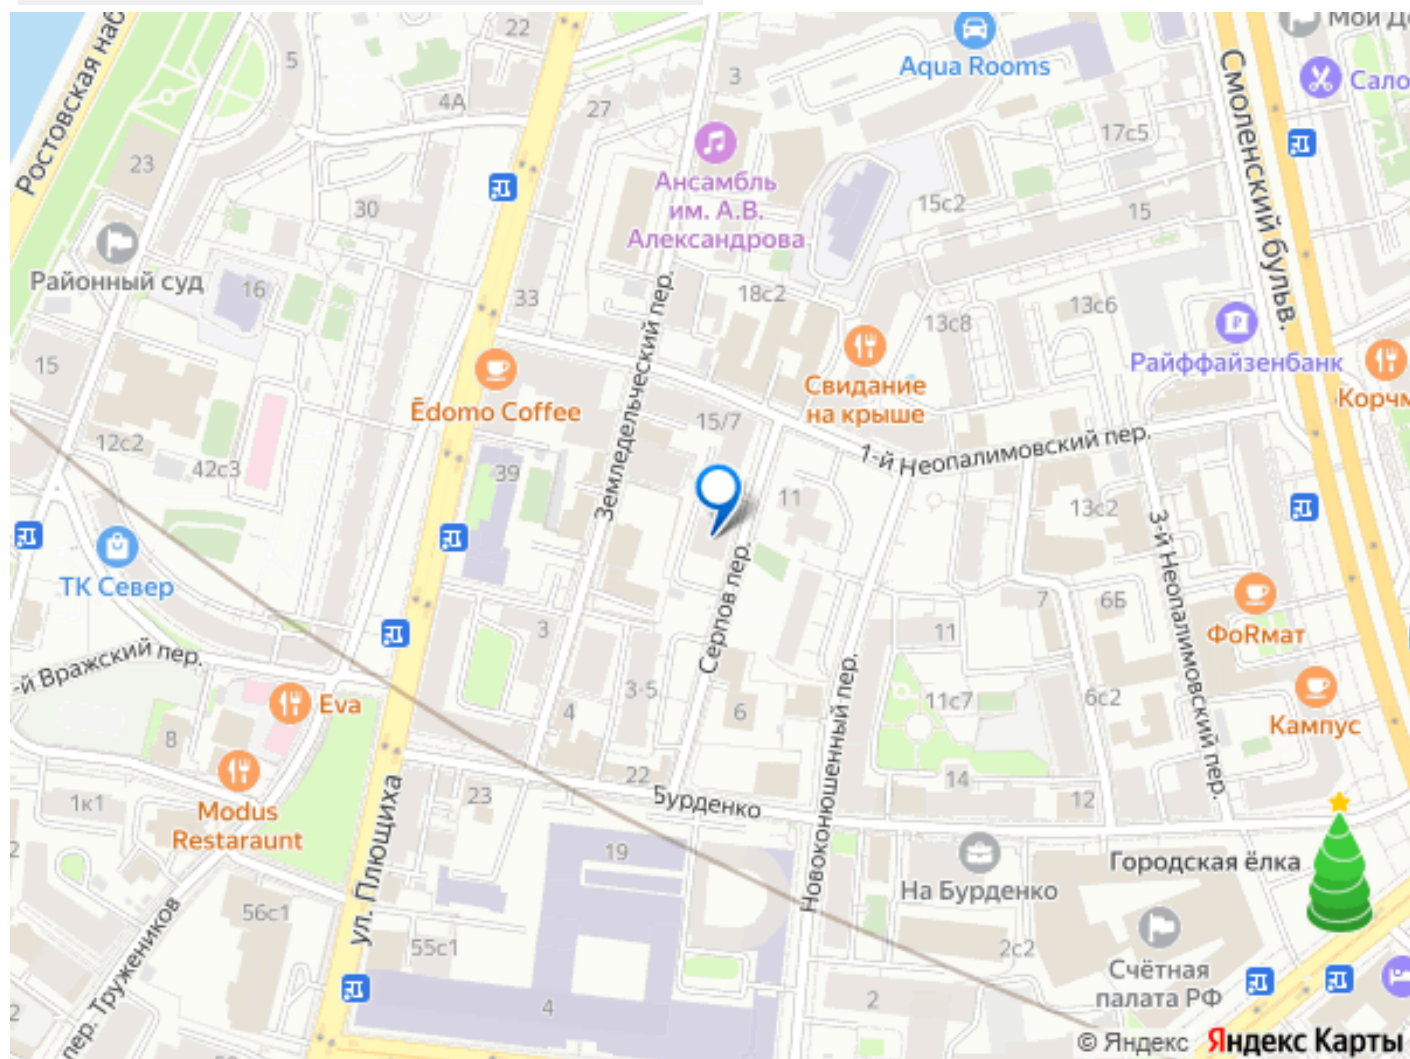 22
Мой Д
Ростовская наб
5
Aqua Rooms
3
Сало
4А
27
17с5
Смоленский бульв.
23
Ансамбль
им. А.В.
Александрова
30
15с2
15
Районный суд
16
33
18с2
13с6
13с8
Земледельческий пер.
Райффайзенбанк
15
Свидание
на крыше
Корчм
Ēdomo Coffee
15/7
12с2
42с3
39
1-й Неопалимовский пер.
11
13с2
3-й Неопалимовский пер.
ТК Север
Серпов пер.
7
6Б
ФоRмат
3
11
-й Вражский пер.
3-5
11с7
6с2
Eva
4
6
Новоконюшенный пер.
Кампус
8
22
14
Modus
Restaraunt
1к1
23
Бурденко
12
ул. Плющиха
19
Городская ёлка
2
На Бурденко
56с1
55с1
2с2
Счётная
палата РФ
пер. Тружеников
2
4
2
© Яндекс
Яндекс Карты